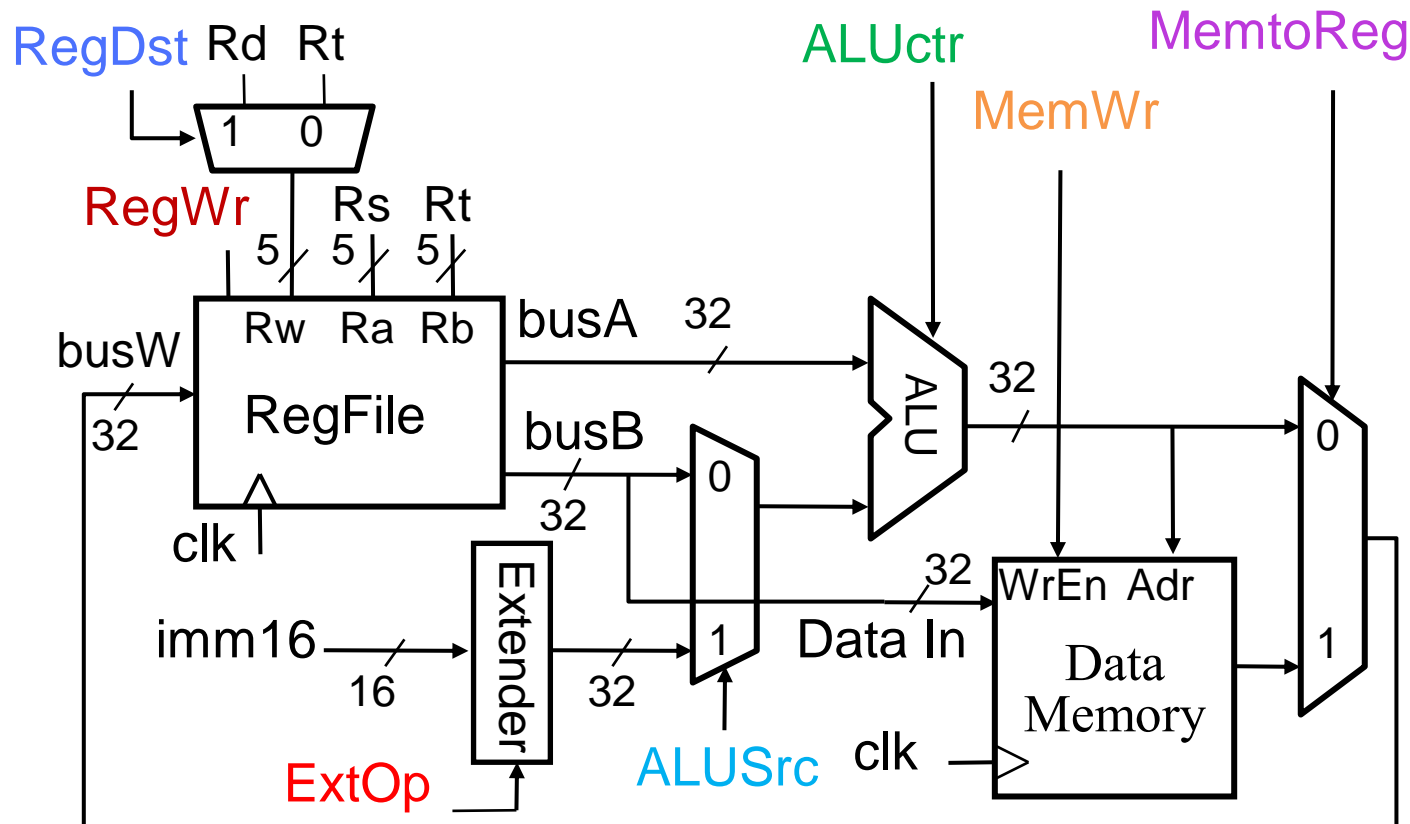 RegDst Rd Rt ALUctr MemtoReg
MemWr
1 0
RegWr Rs Rt
5 5 5
Rw Ra Rb busA 32
busW
32
RegFile
ALU
32
busB
0
0
32
clk
Extender
32
WrEn Adr
imm16
16
32
1
Data In
Data
Memory
1
clk
ExtOp
ALUSrc